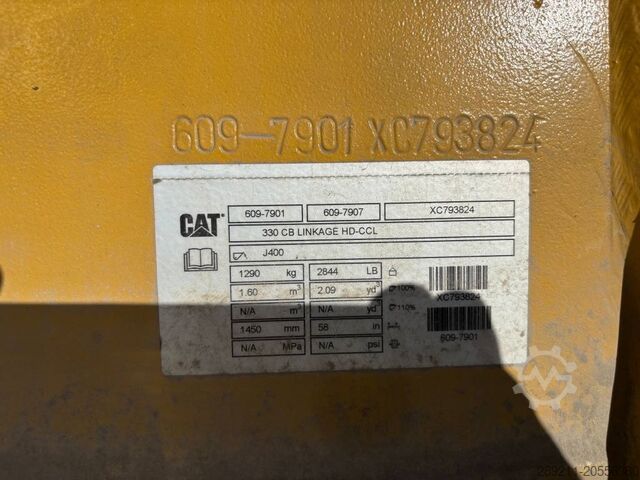 609-7901 XC793824
CAT
609-7901 609-7907 XC793824
330 CB LINKAGE HD-CCL
J400
1290 kg 2844 LB
1.60 m³ 2.09 yd³ 100%
N/A m³ N/A yd³ 110%
1450 mm 58 in
N/A MPa N/A psi
XC793824
609-7901